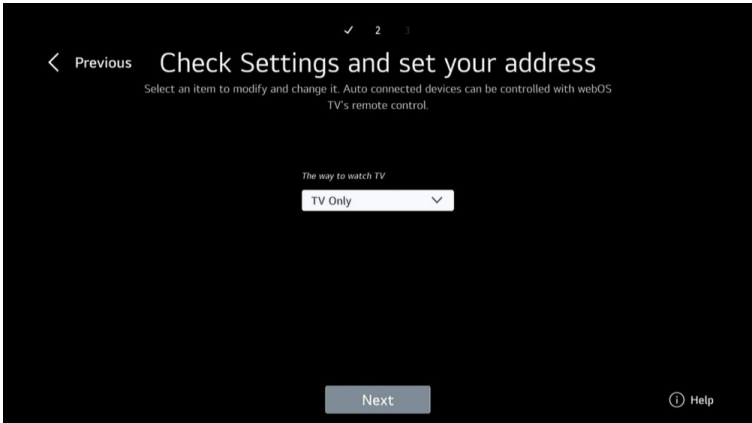 ✓ 2 3
Previous
Check Settings and set your address
Select an item to modify and change it. Auto connected devices can be controlled with webOS
TV's remote control.
The way to watch TV
TV Only
Next
Help